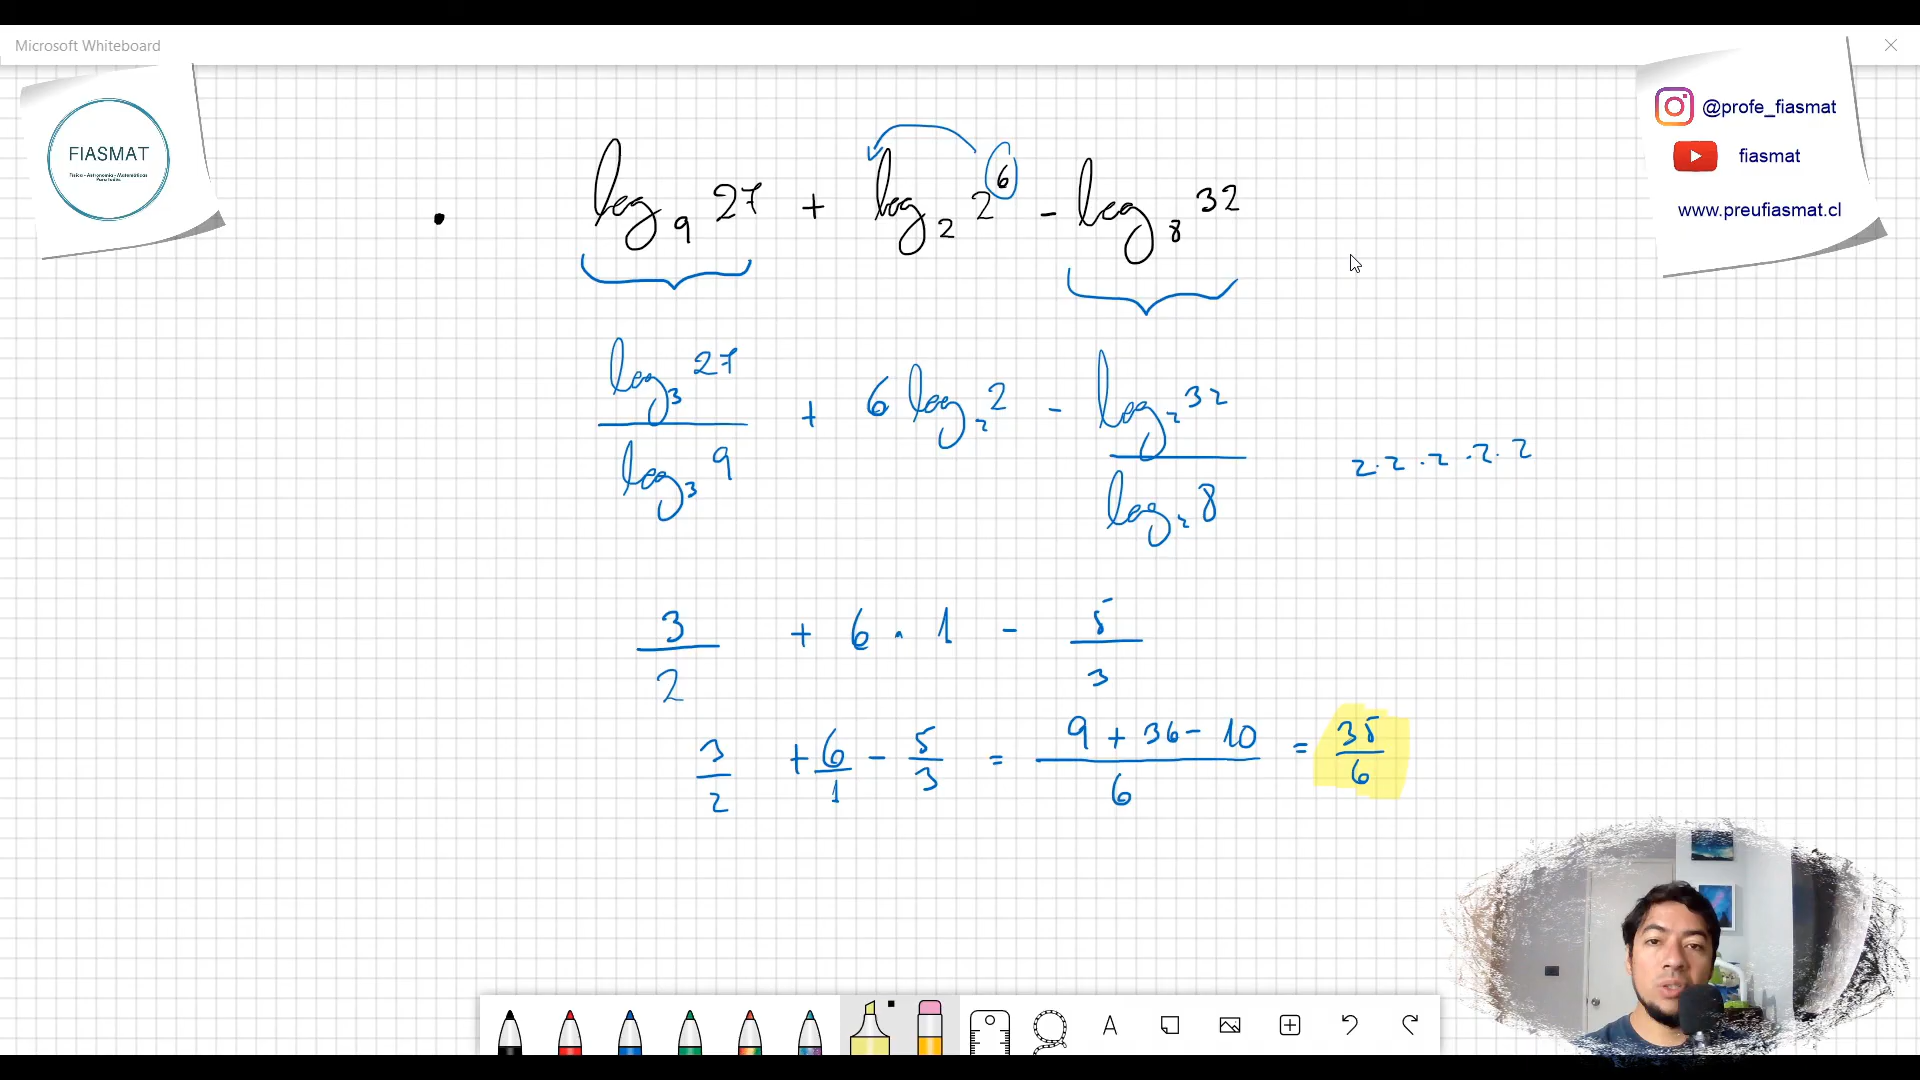 Microsoft Whiteboard
FIASMAT
@profe_fiasmat
fiasmat
www.preufiasmat.cl
log₉ 27 + log₂ 2⁶ - log₈ 32
log₃ 27 / log₃ 9 + 6 log₂ 2 - log₂ 32 / log₂ 8
2 · 2 · 2 · 2 · 2
3/2 + 6 · 1 - 5/3
3/2 + 6/1 - 5/3 = (9 + 36 - 10)/6 = 35/6